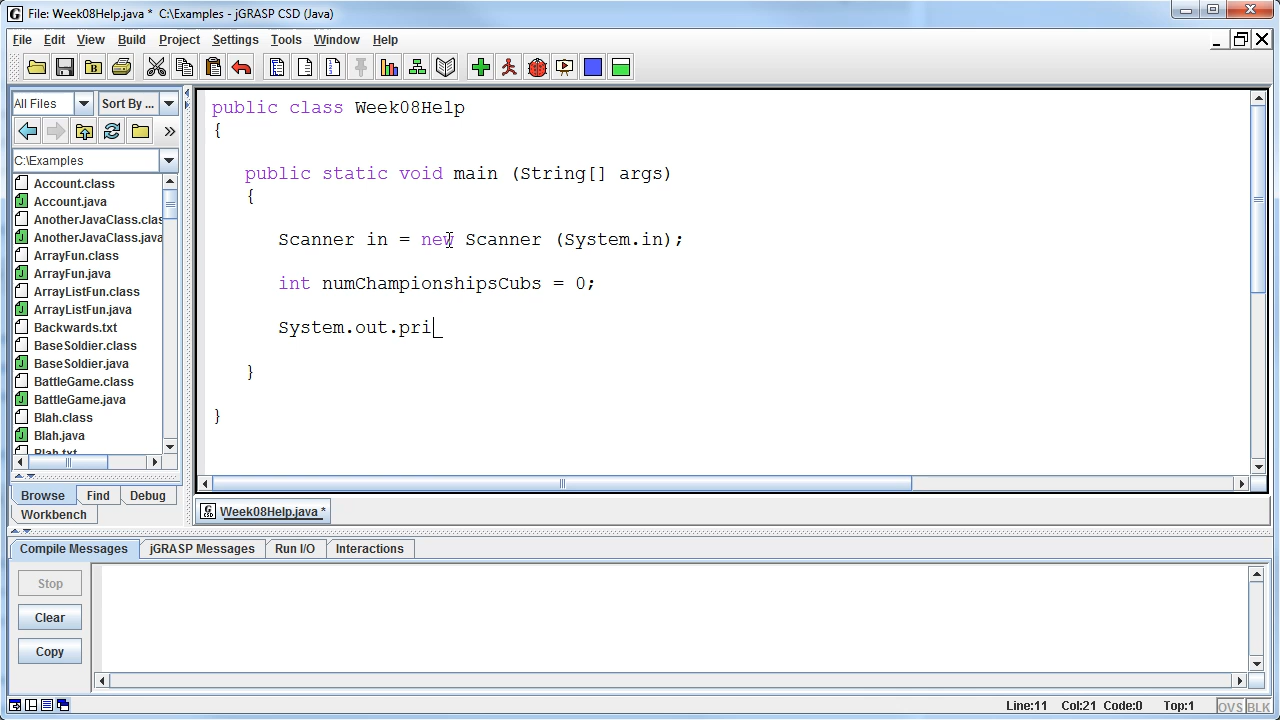 File: Week08Help.java *  C:\Examples - jGRASP CSD (Java)
File Edit View Build Project Settings Tools Window Help
All Files Sort By ...
C:\Examples
Account.class
Account.java
AnotherJavaClass.clas
AnotherJavaClass.java
ArrayFun.class
ArrayFun.java
ArrayListFun.class
ArrayListFun.java
Backwards.txt
BaseSoldier.class
BaseSoldier.java
BattleGame.class
BattleGame.java
Blah.class
Blah.java
Blah.txt
Browse Find Debug
Workbench
public class Week08Help
{
public static void main (String[] args)
{
Scanner in = new Scanner (System.in);
int numChampionshipsCubs = 0;
System.out.pri
}
}
Week08Help.java *
Compile Messages jGRASP Messages Run I/O Interactions
Stop
Clear
Copy
Line:11 Col:21 Code:0 Top:1 OVS BLK